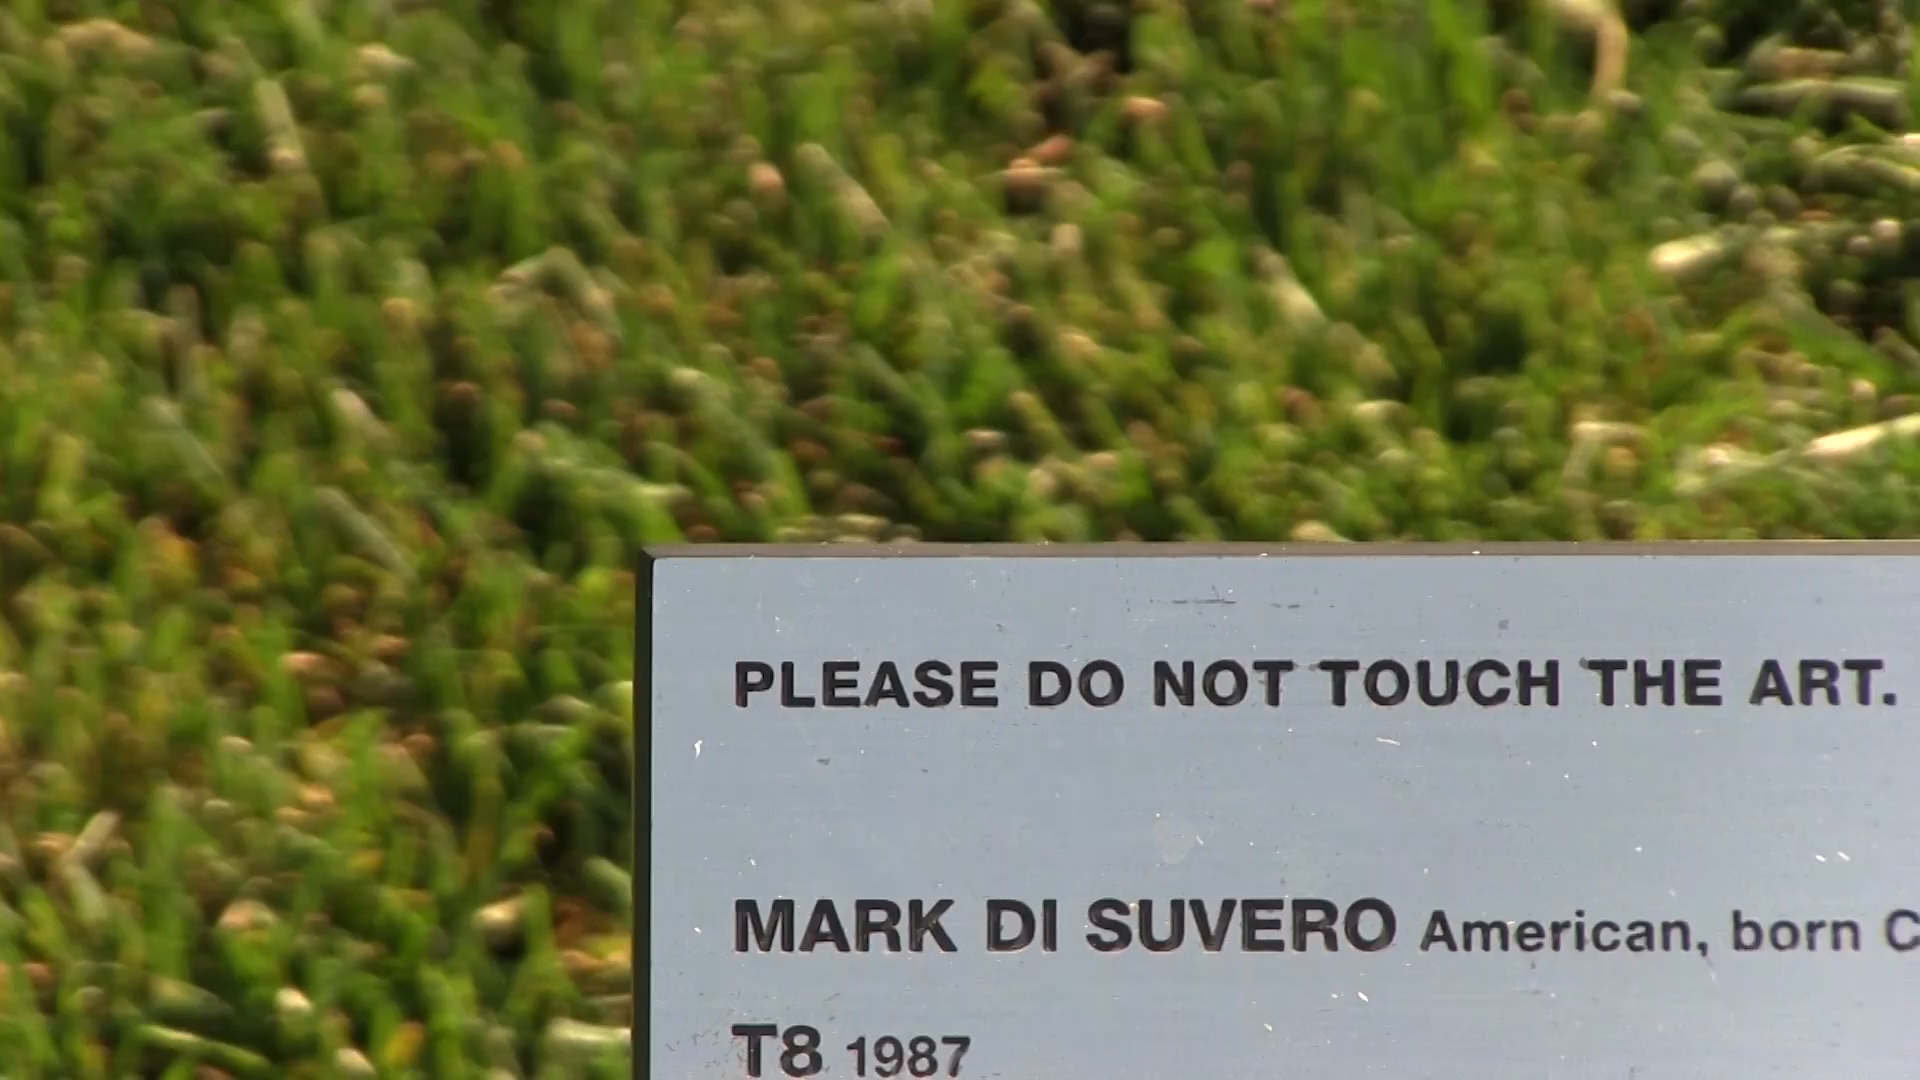 PLEASE DO NOT TOUCH THE ART.
MARK DI SUVERO American, born C
T8 1987